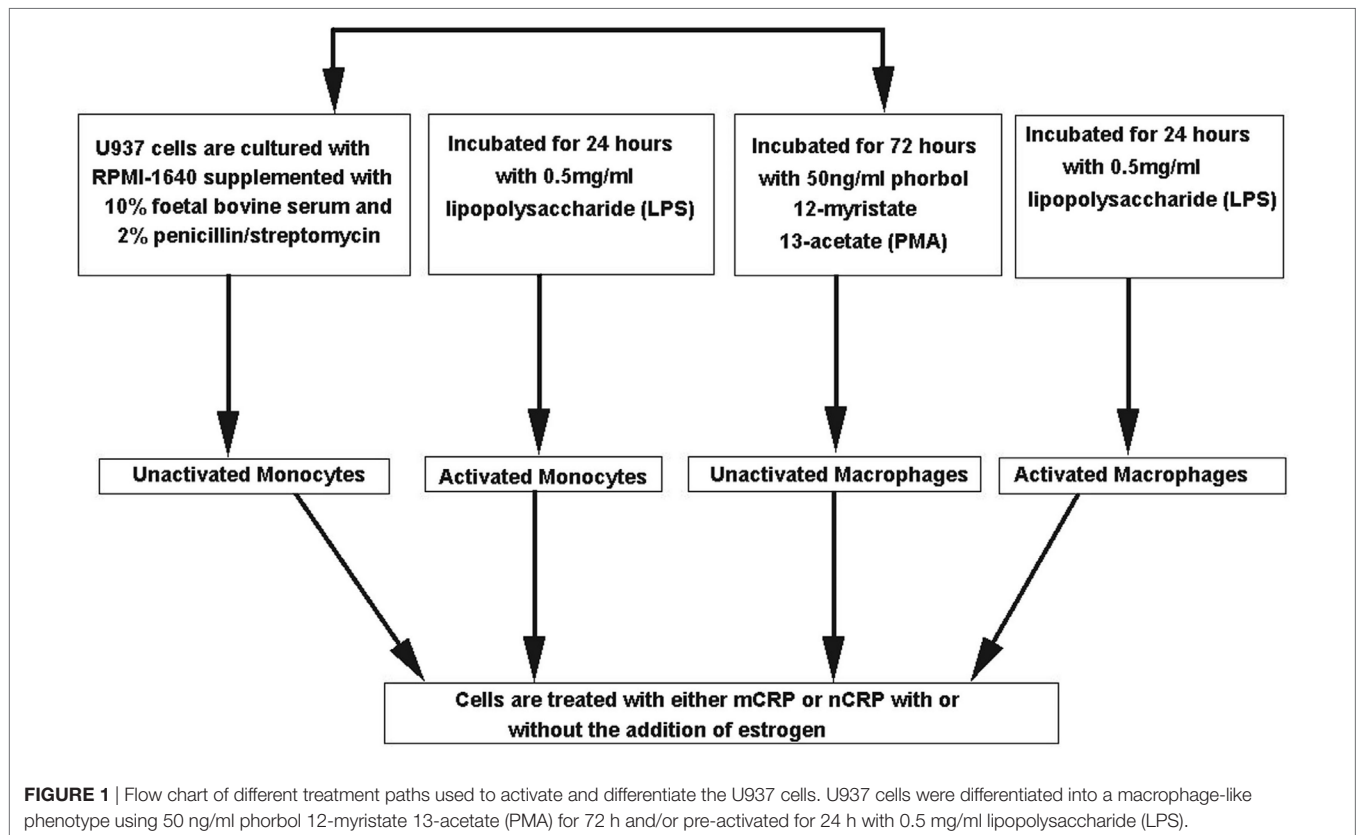 U937 cells are cultured with
RPMI-1640 supplemented with
10% foetal bovine serum and
2% penicillin/streptomycin
Incubated for 24 hours
with 0.5mg/ml
lipopolysaccharide (LPS)
Incubated for 72 hours
with 50ng/ml phorbol
12-myristate
13-acetate (PMA)
Incubated for 24 hours
with 0.5mg/ml
lipopolysaccharide (LPS)
Unactivated Monocytes
Activated Monocytes
Unactivated Macrophages
Activated Macrophages
Cells are treated with either mCRP or nCRP with or
without the addition of estrogen
FIGURE 1 | Flow chart of different treatment paths used to activate and differentiate the U937 cells. U937 cells were differentiated into a macrophage-like
phenotype using 50 ng/ml phorbol 12-myristate 13-acetate (PMA) for 72 h and/or pre-activated for 24 h with 0.5 mg/ml lipopolysaccharide (LPS).